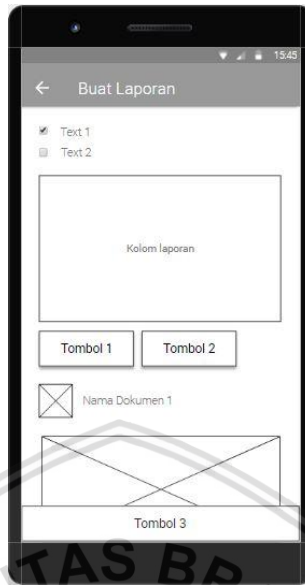 15:45
Buat Laporan
Text 1
Text 2
Kolom laporan
Tombol 1
Tombol 2
Nama Dokumen 1
Tombol 3
TAS BR